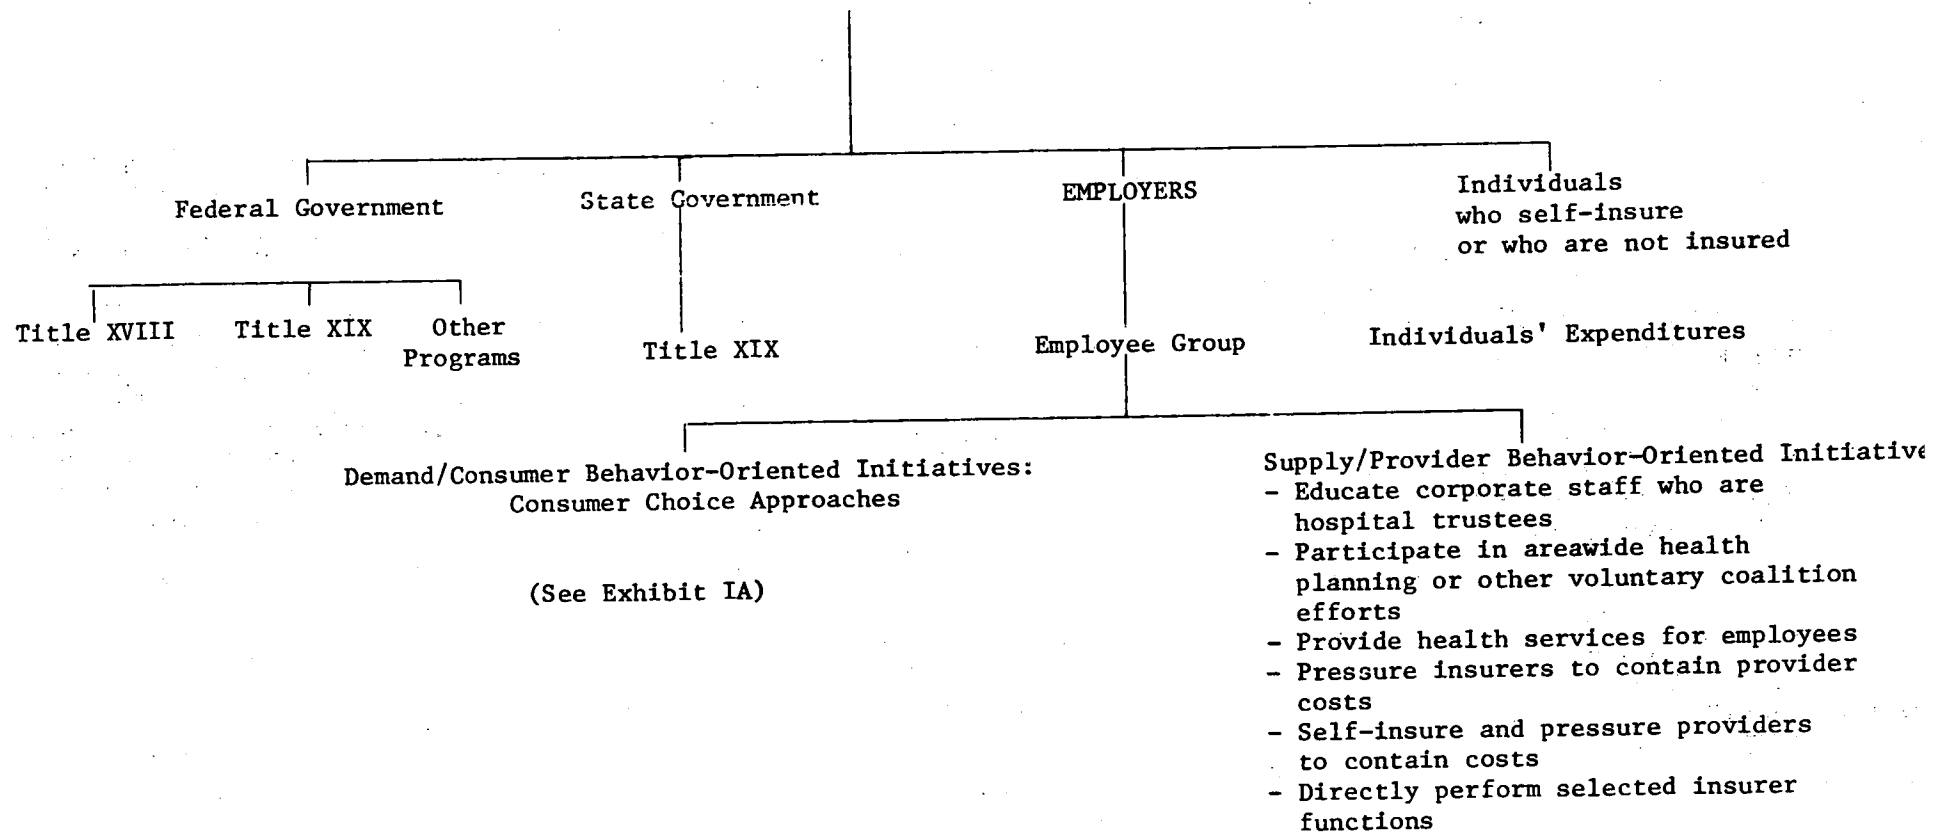 Federal Government
State Government
EMPLOYERS
Individuals
who self-insure
or who are not insured
Title XVIII
Title XIX
Other
Programs
Title XIX
Employee Group
Individuals' Expenditures
Demand/Consumer Behavior-Oriented Initiatives:
Consumer Choice Approaches
(See Exhibit IA)
Supply/Provider Behavior-Oriented Initiative
- Educate corporate staff who are
hospital trustees
- Participate in areawide health
planning or other voluntary coalition
efforts
- Provide health services for employees
- Pressure insurers to contain provider
costs
- Self-insure and pressure providers
to contain costs
- Directly perform selected insurer
functions